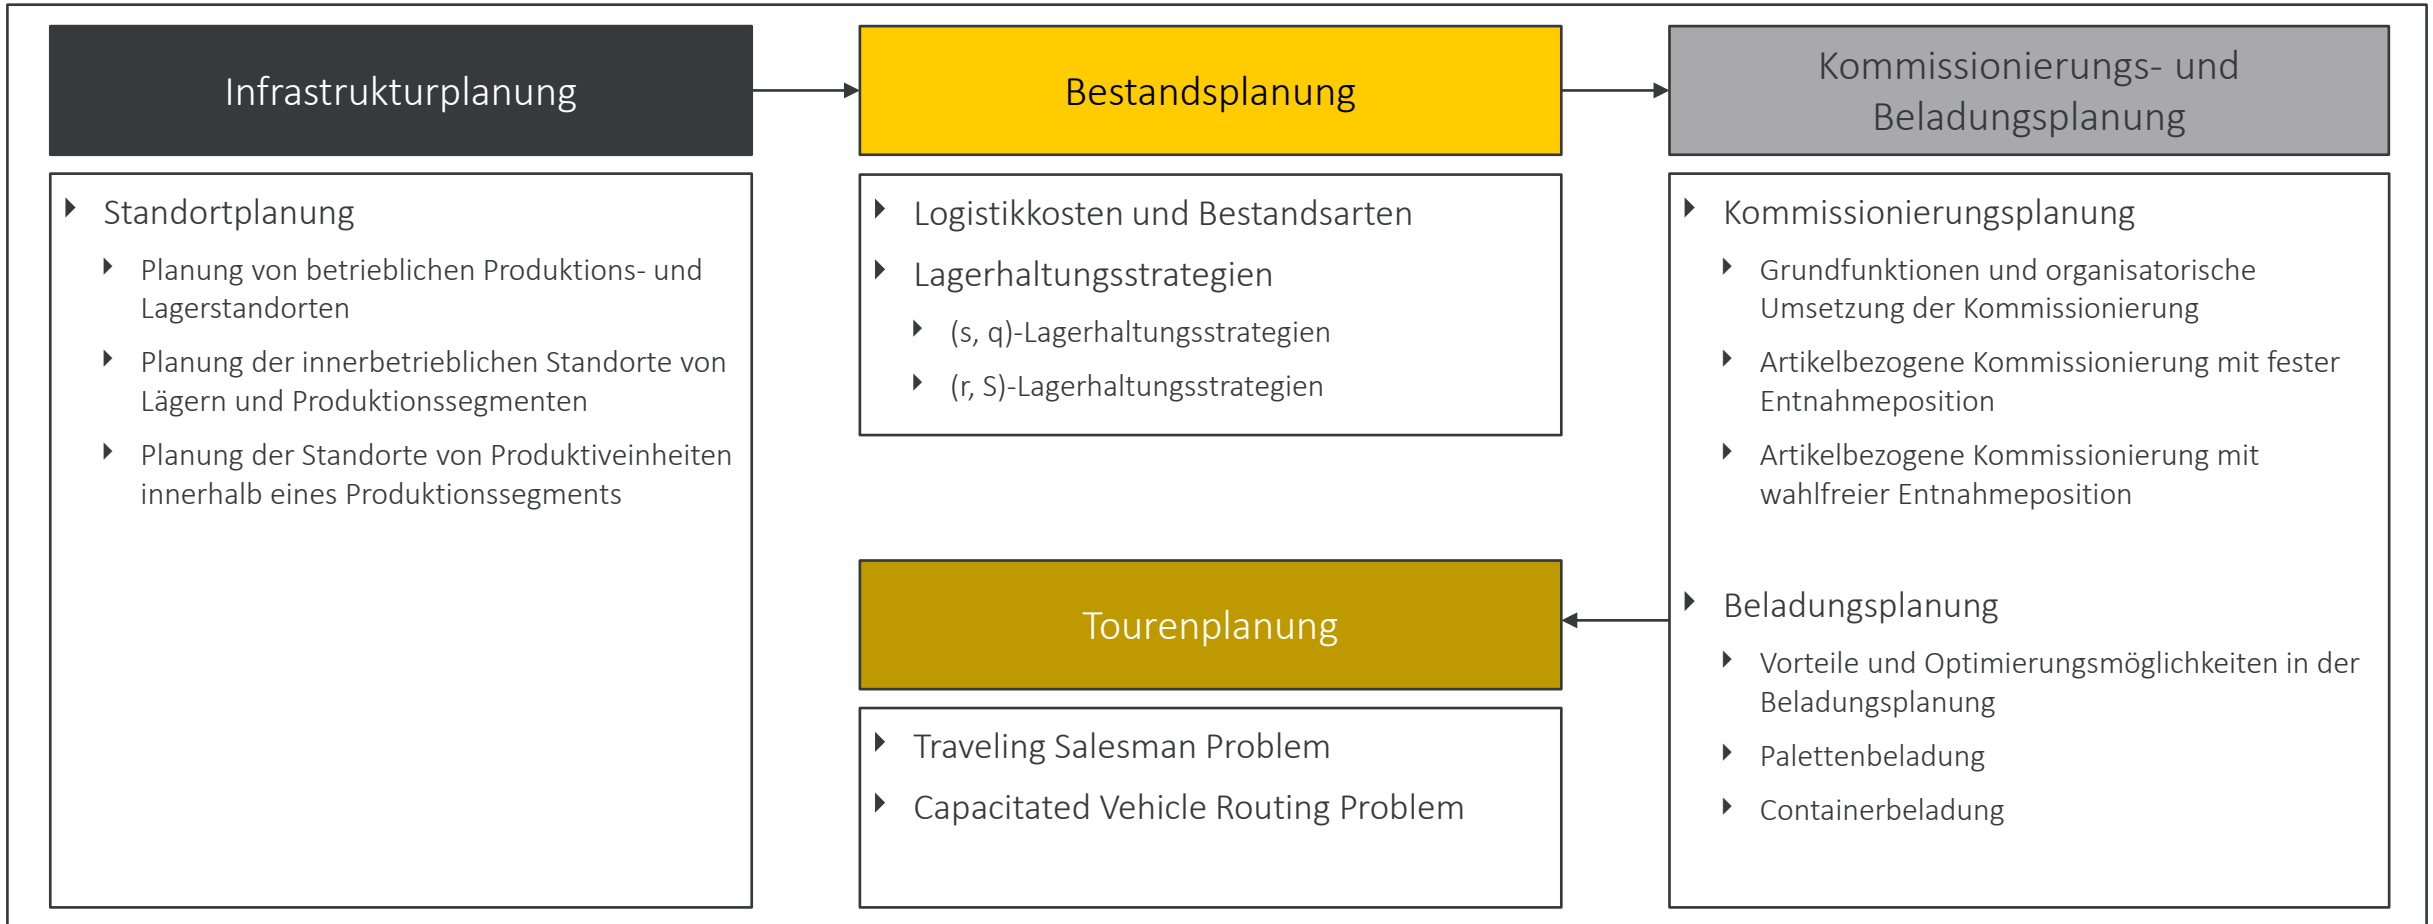 Infrastrukturplanung
Standortplanung
Planung von betrieblichen Produktions- und
Lagerstandorten
Planung der innerbetrieblichen Standorte von
Lägern und Produktionssegmenten
Planung der Standorte von Produktiveinheiten
innerhalb eines Produktionssegments
Bestandsplanung
Logistikkosten und Bestandsarten
Lagerhaltungsstrategien
(s, q)-Lagerhaltungsstrategien
(r, S)-Lagerhaltungsstrategien
Kommissionierungs- und
Beladungsplanung
Kommissionierungsplanung
Grundfunktionen und organisatorische
Umsetzung der Kommissionierung
Artikelbezogene Kommissionierung mit fester
Entnahmeposition
Artikelbezogene Kommissionierung mit
wahlfreier Entnahmeposition
Beladungsplanung
Vorteile und Optimierungsmöglichkeiten in der
Beladungsplanung
Palettenbeladung
Containerbeladung
Tourenplanung
Traveling Salesman Problem
Capacitated Vehicle Routing Problem